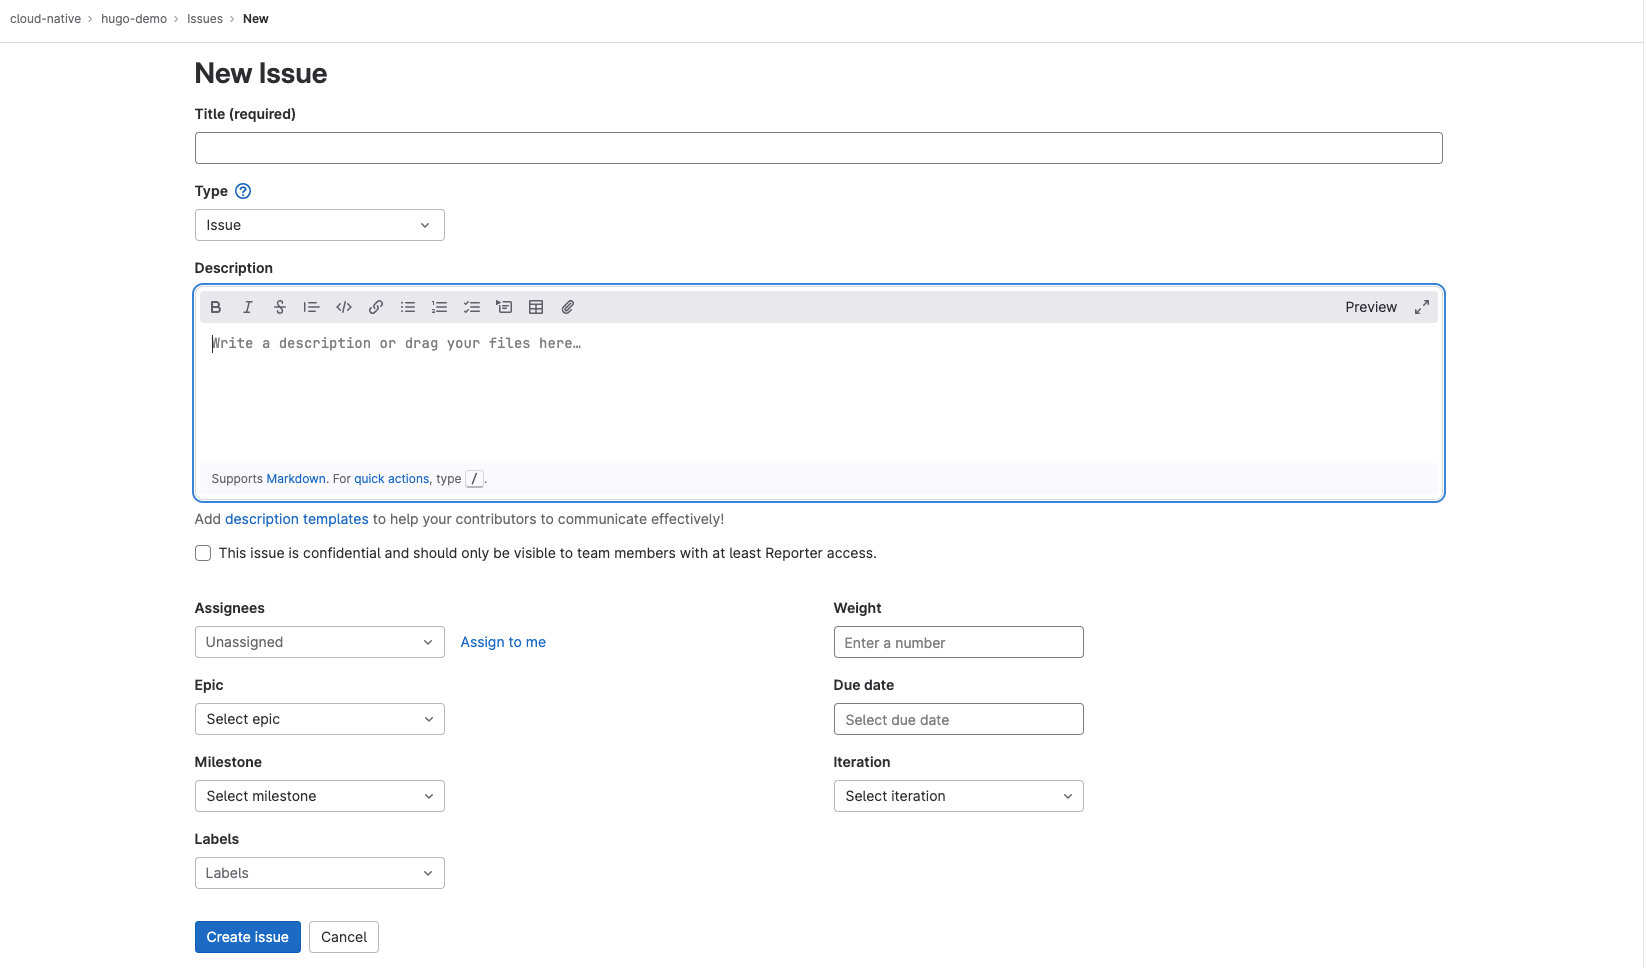 cloud-native › hugo-demo › Issues › New
New Issue
Title (required)
Type ?
Issue
Description
Preview
Write a description or drag your files here…
Supports Markdown. For quick actions, type /.
Add description templates to help your contributors to communicate effectively!
This issue is confidential and should only be visible to team members with at least Reporter access.
Assignees
Unassigned Assign to me
Weight
Enter a number
Epic
Select epic
Due date
Select due date
Milestone
Select milestone
Iteration
Select iteration
Labels
Labels
Create issue Cancel